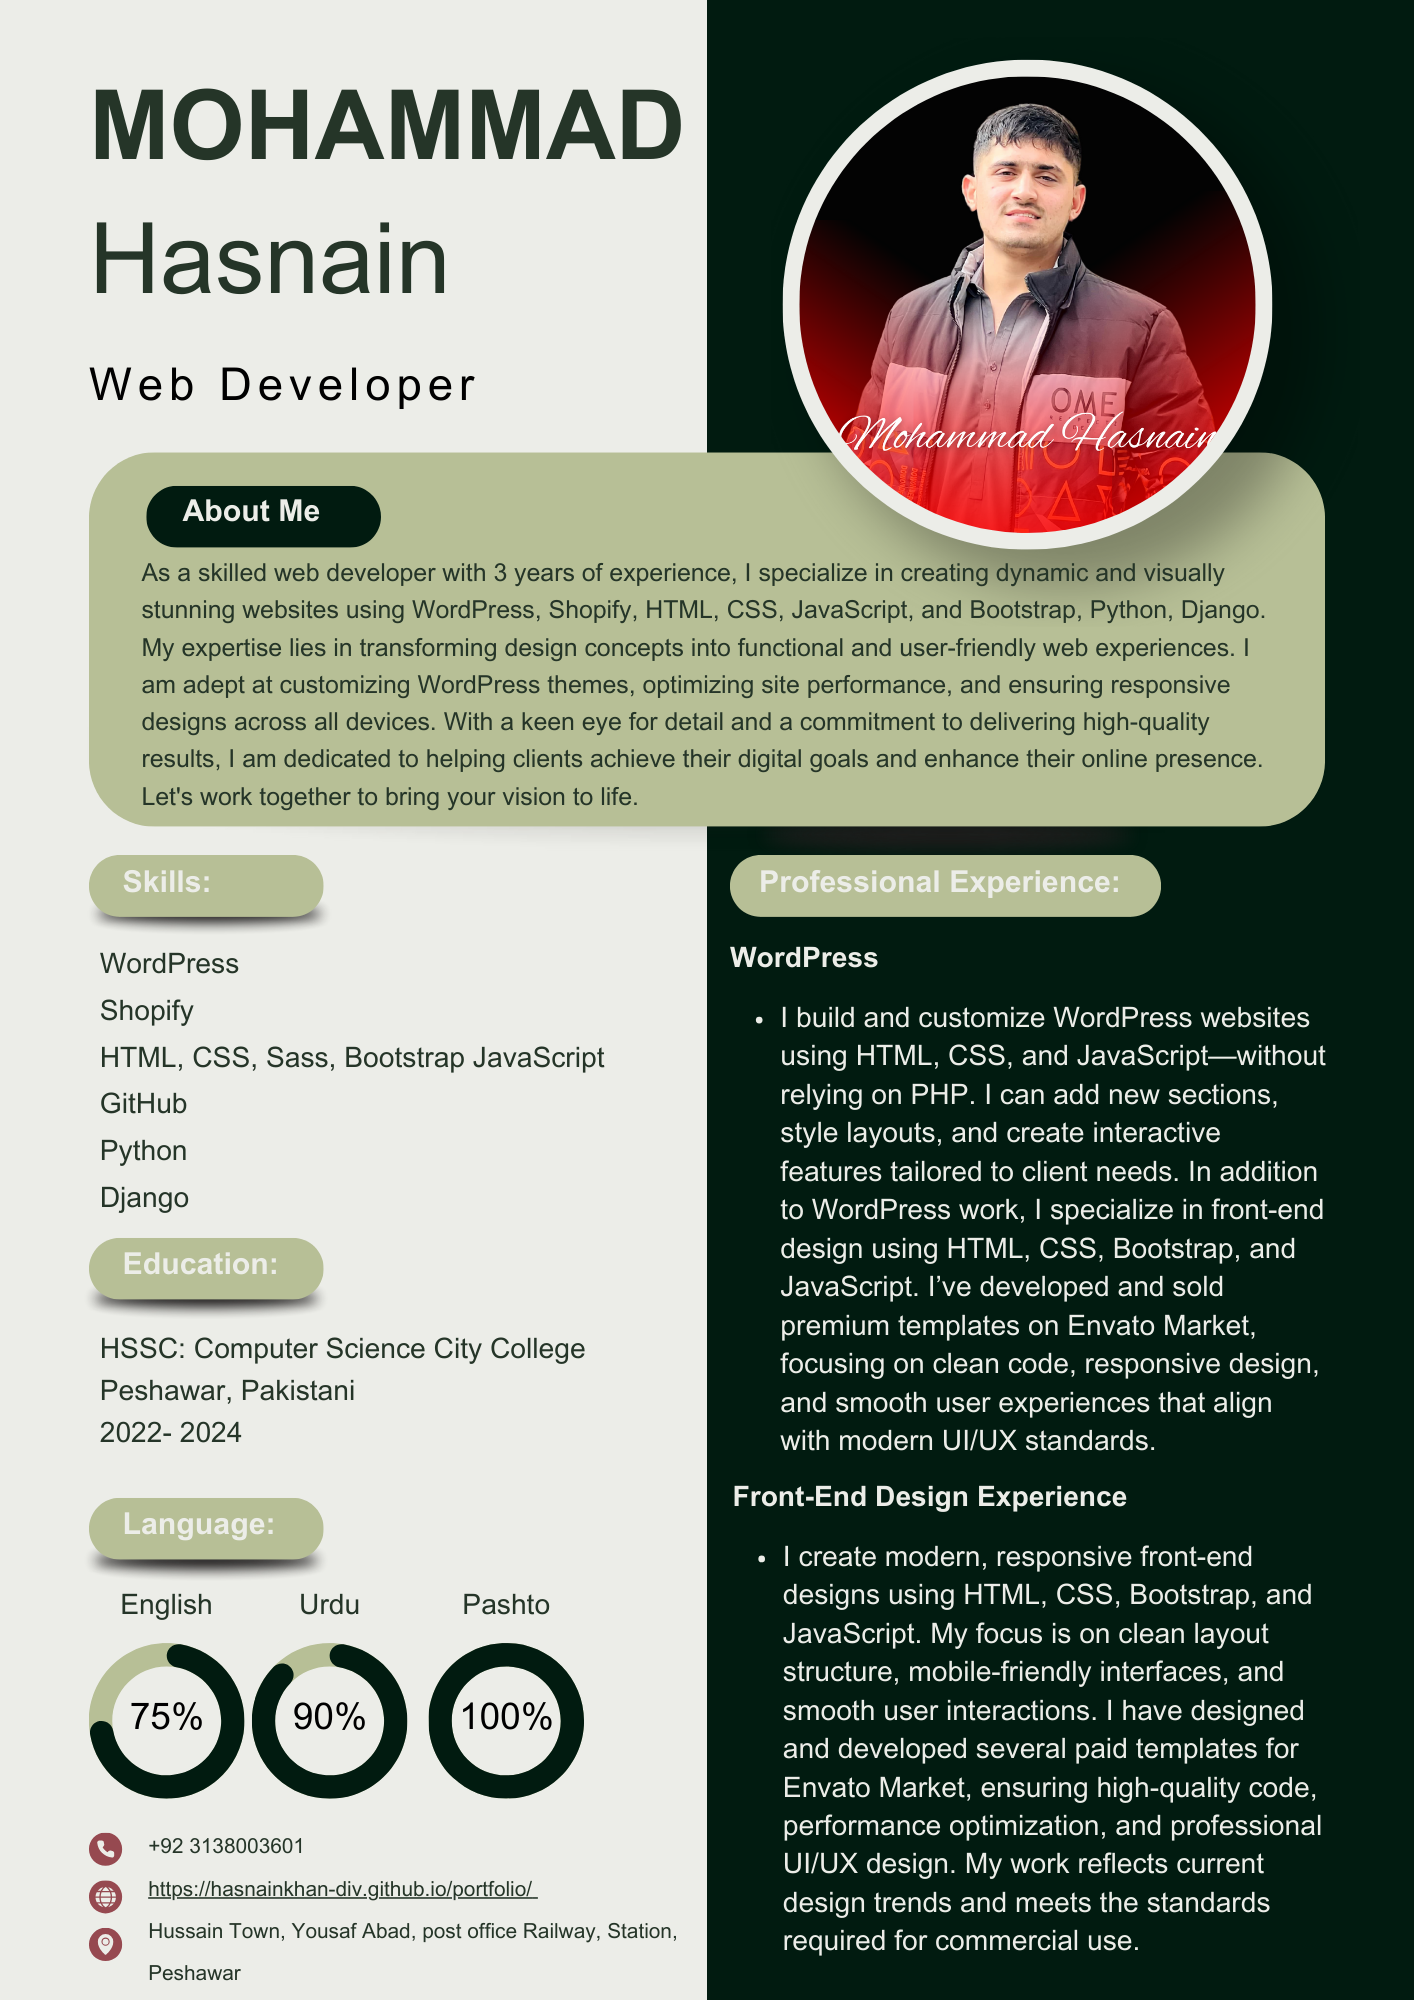 MOHAMMAD
Hasnain
Web Developer
Mohammad Hasnain
OME
About Me
As a skilled web developer with 3 years of experience, I specialize in creating dynamic and visually
stunning websites using WordPress, Shopify, HTML, CSS, JavaScript, and Bootstrap, Python, Django.
My expertise lies in transforming design concepts into functional and user-friendly web experiences. I
am adept at customizing WordPress themes, optimizing site performance, and ensuring responsive
designs across all devices. With a keen eye for detail and a commitment to delivering high-quality
results, I am dedicated to helping clients achieve their digital goals and enhance their online presence.
Let's work together to bring your vision to life.
Skills:
WordPress
Shopify
HTML, CSS, Sass, Bootstrap JavaScript
GitHub
Python
Django
Education:
HSSC: Computer Science City College
Peshawar, Pakistani
2022- 2024
Language:
English Urdu Pashto
75% 90% 100%
+92 3138003601
https://hasnainkhan-div.github.io/portfolio/
Hussain Town, Yousaf Abad, post office Railway, Station,
Peshawar
Professional Experience:
WordPress
• I build and customize WordPress websites
using HTML, CSS, and JavaScript—without
relying on PHP. I can add new sections,
style layouts, and create interactive
features tailored to client needs. In addition
to WordPress work, I specialize in front-end
design using HTML, CSS, Bootstrap, and
JavaScript. I’ve developed and sold
premium templates on Envato Market,
focusing on clean code, responsive design,
and smooth user experiences that align
with modern UI/UX standards.
Front-End Design Experience
• I create modern, responsive front-end
designs using HTML, CSS, Bootstrap, and
JavaScript. My focus is on clean layout
structure, mobile-friendly interfaces, and
smooth user interactions. I have designed
and developed several paid templates for
Envato Market, ensuring high-quality code,
performance optimization, and professional
UI/UX design. My work reflects current
design trends and meets the standards
required for commercial use.